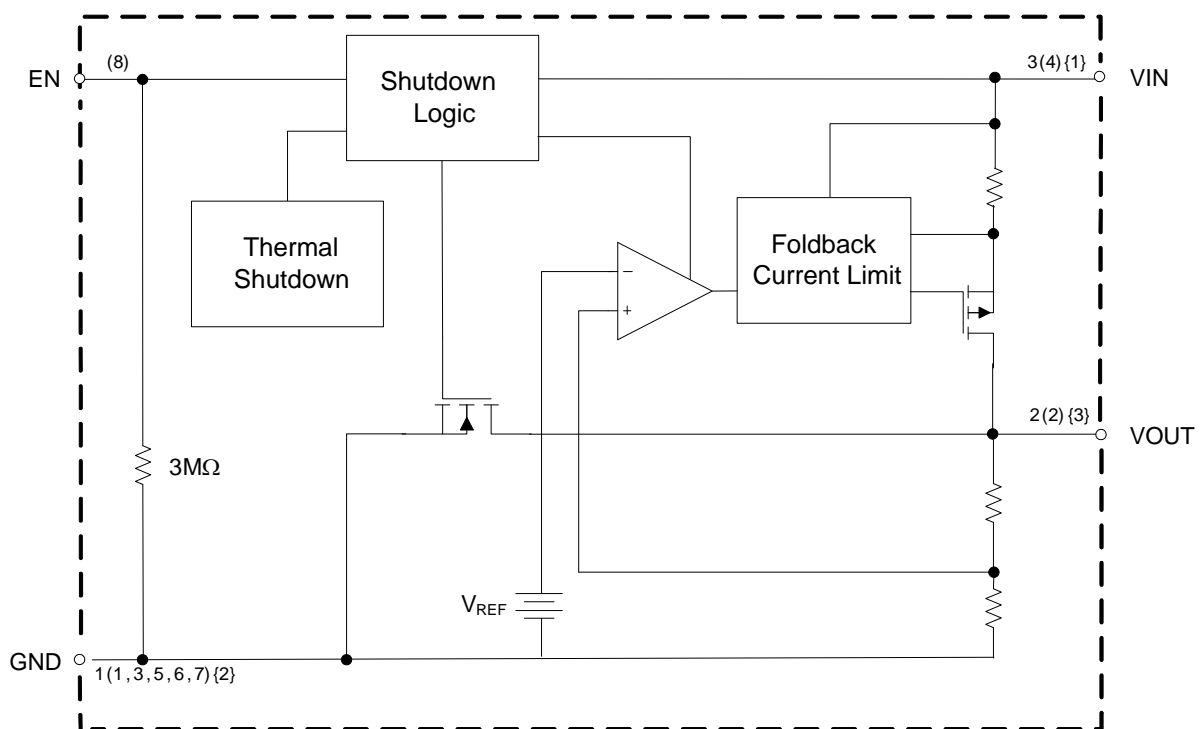 EN
(8)
Shutdown
Logic
3(4){1}
VIN
Thermal
Shutdown
−
+
Foldback
Current Limit
2(2){3}
VOUT
3MΩ
VREF
GND
1(1,3,5,6,7){2}